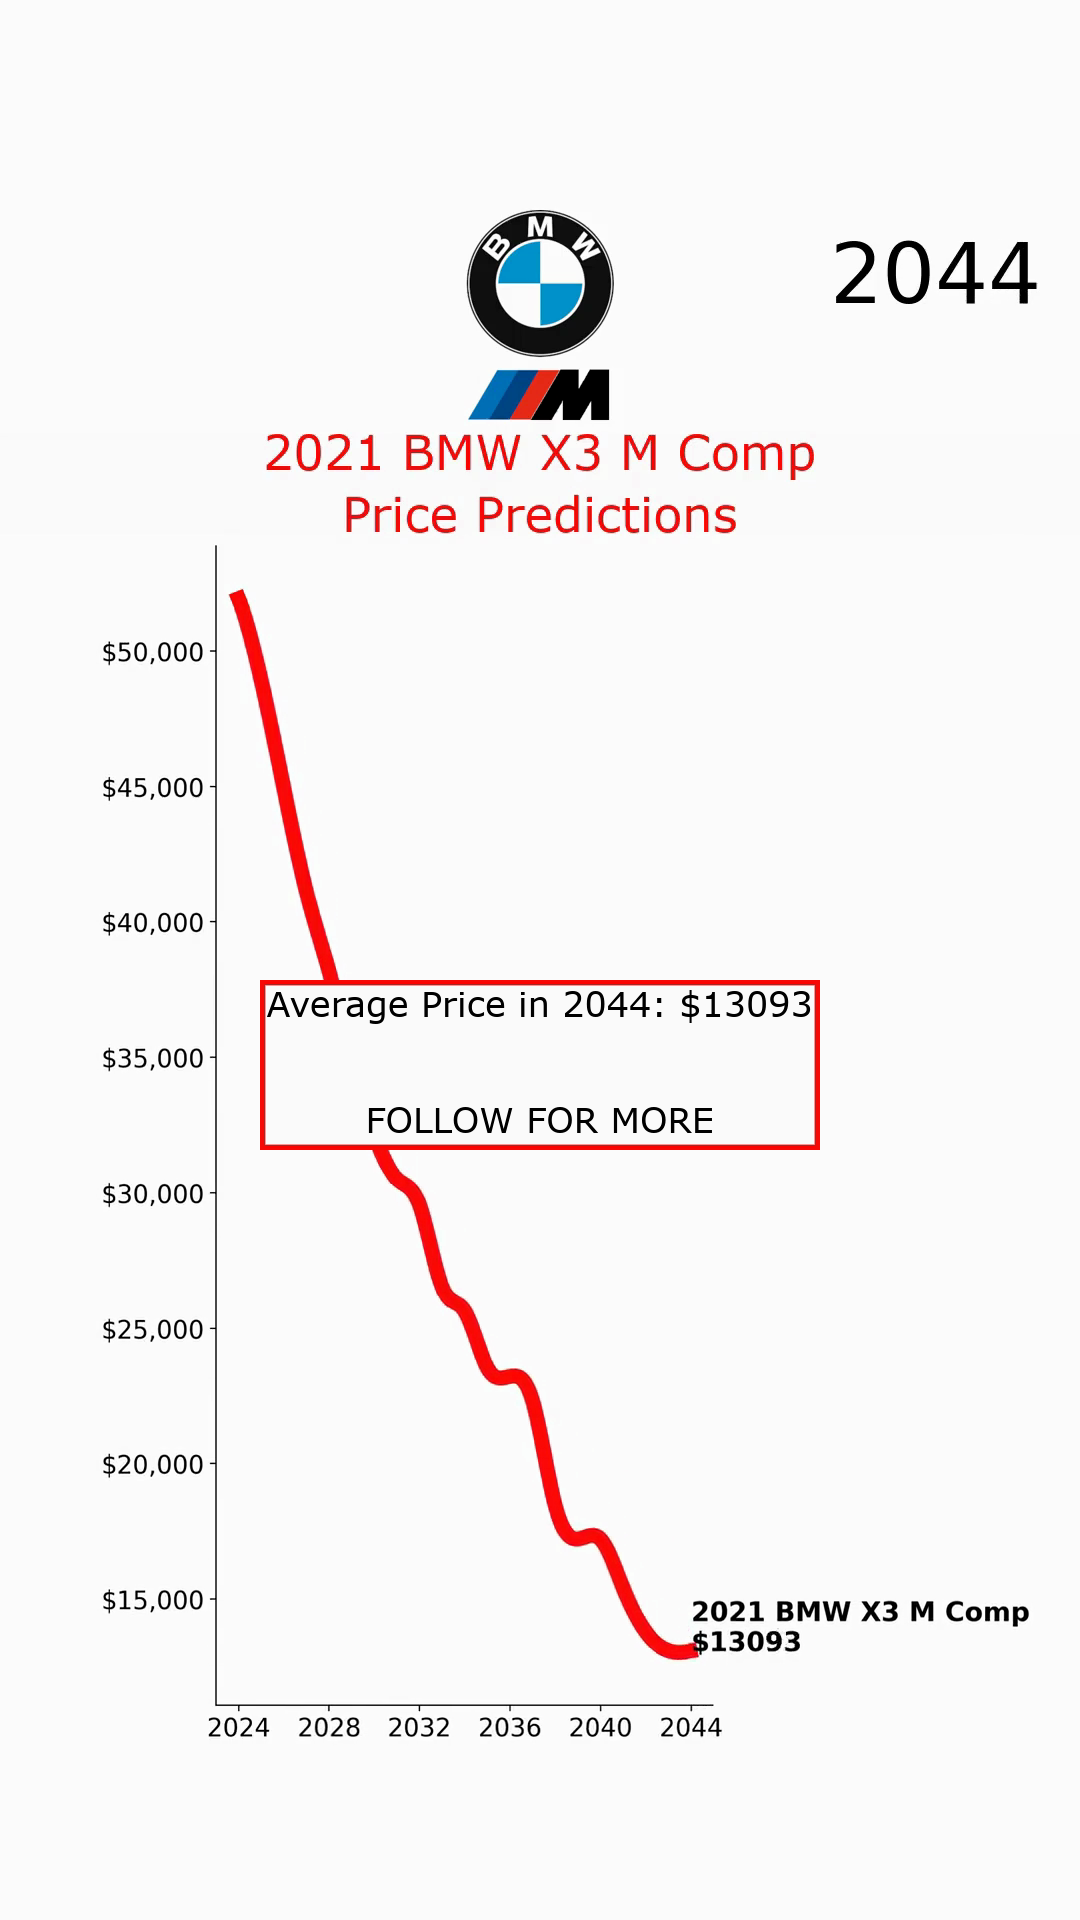 BMW
2044
M
2021 BMW X3 M Comp
Price Predictions
$50,000
$45,000
$40,000
Average Price in 2044: $13093
$35,000
FOLLOW FOR MORE
$30,000
$25,000
$20,000
$15,000
2021 BMW X3 M Comp
$13093
2024 2028 2032 2036 2040 2044